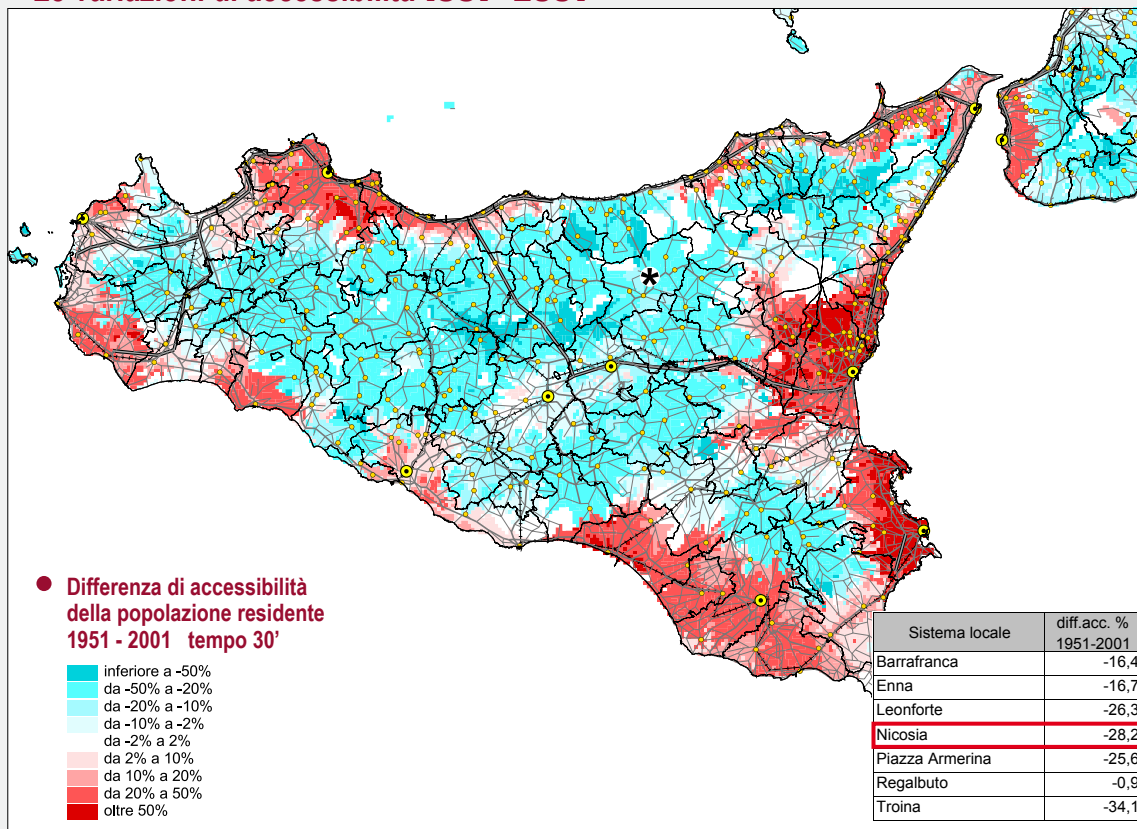 ● Differenza di accessibilità
della popolazione residente
1951 - 2001 tempo 30'
inferiore a -50%
da -50% a -20%
da -20% a -10%
da -10% a -2%
da -2% a 2%
da 2% a 10%
da 10% a 20%
da 20% a 50%
oltre 50%
Sistema locale diff.acc. % 1951-2001
Barrafranca -16,4
Enna -16,7
Leonforte -26,3
Nicosia -28,2
Piazza Armerina -25,6
Regalbuto -0,9
Troina -34,1